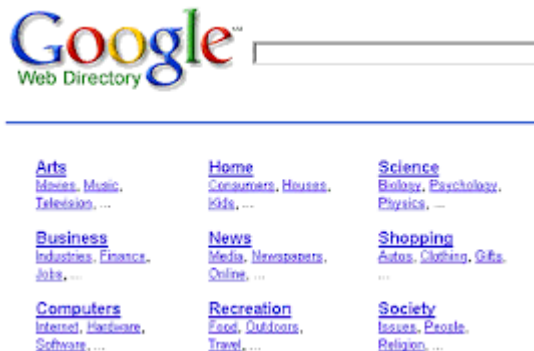 Google™
Web Directory
Arts
Movies, Music,
Television, ...
Home
Consumers, Houses,
Kids, ...
Science
Biology, Psychology,
Physics, ...
Business
Industries, Finance,
Jobs, ...
News
Media, Newspapers,
Online, ...
Shopping
Autos, Clothing, Gifts,
...
Computers
Internet, Hardware,
Software, ...
Recreation
Food, Outdoors,
Travel, ...
Society
Issues, People,
Religion, ...